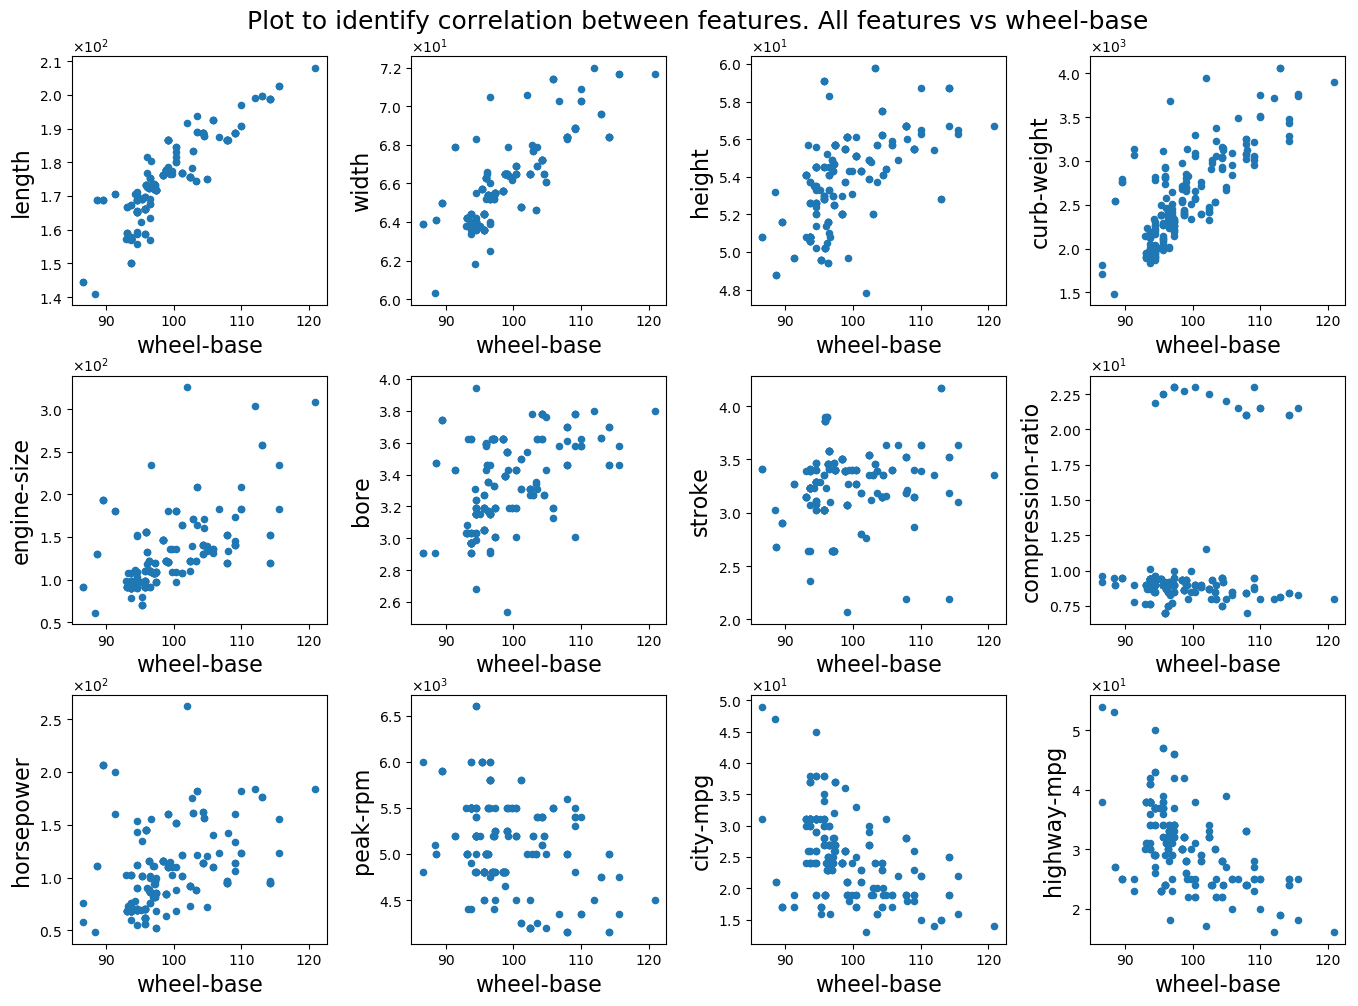 Plot to identify correlation between features. All features vs wheel-base
×10²
2.1
2.0
1.9
1.8
1.7
1.6
1.5
1.4
length
90 100 110 120
wheel-base
×10¹
7.2
7.0
6.8
6.6
6.4
6.2
6.0
width
90 100 110 120
wheel-base
×10¹
6.0
5.8
5.6
5.4
5.2
5.0
4.8
height
90 100 110 120
wheel-base
×10³
4.0
3.5
3.0
2.5
2.0
1.5
curb-weight
90 100 110 120
wheel-base
×10²
3.0
2.5
2.0
1.5
1.0
0.5
engine-size
90 100 110 120
wheel-base
4.0
3.8
3.6
3.4
3.2
3.0
2.8
2.6
bore
90 100 110 120
wheel-base
4.0
3.5
3.0
2.5
2.0
stroke
90 100 110 120
wheel-base
×10¹
2.25
2.00
1.75
1.50
1.25
1.00
0.75
compression-ratio
90 100 110 120
wheel-base
×10²
2.5
2.0
1.5
1.0
0.5
horsepower
90 100 110 120
wheel-base
×10³
6.5
6.0
5.5
5.0
4.5
peak-rpm
90 100 110 120
wheel-base
×10¹
5.0
4.5
4.0
3.5
3.0
2.5
2.0
1.5
city-mpg
90 100 110 120
wheel-base
×10¹
5
4
3
2
highway-mpg
90 100 110 120
wheel-base